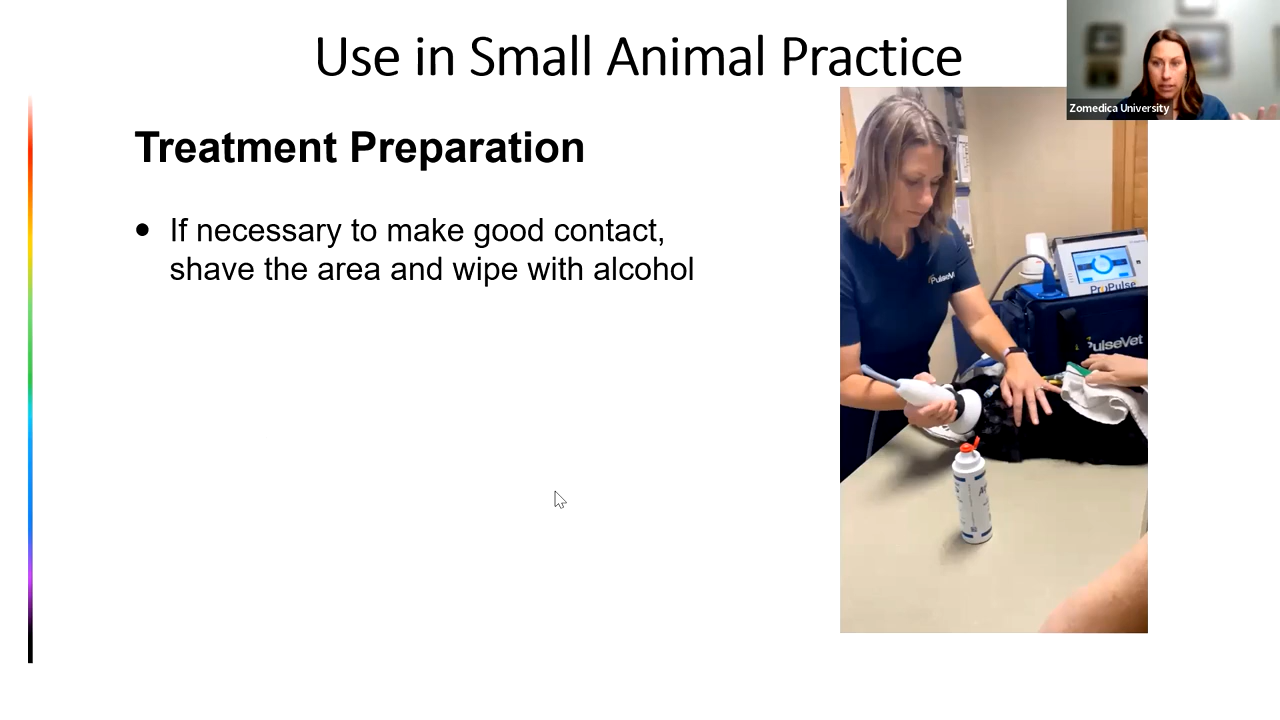 Use in Small Animal Practice
Zomedica University
Treatment Preparation
If necessary to make good contact,
shave the area and wipe with alcohol
PulseVet
ProPulse
PulseVet